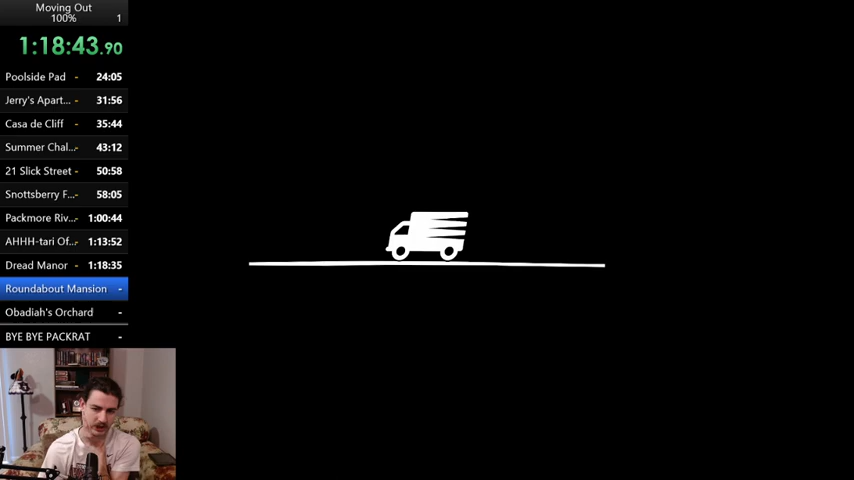 Moving Out
100% 1
1:18:43.90
Poolside Pad - 24:05
Jerry's Apart... - 31:56
Casa de Cliff - 35:44
Summer Chal...- 43:12
21 Slick Street - 50:58
Snottsberry F...- 58:05
Packmore Riv...- 1:00:44
AHHH-tari Of...- 1:13:52
Dread Manor - 1:18:35
Roundabout Mansion -
Obadiah's Orchard -
BYE BYE PACKRAT -